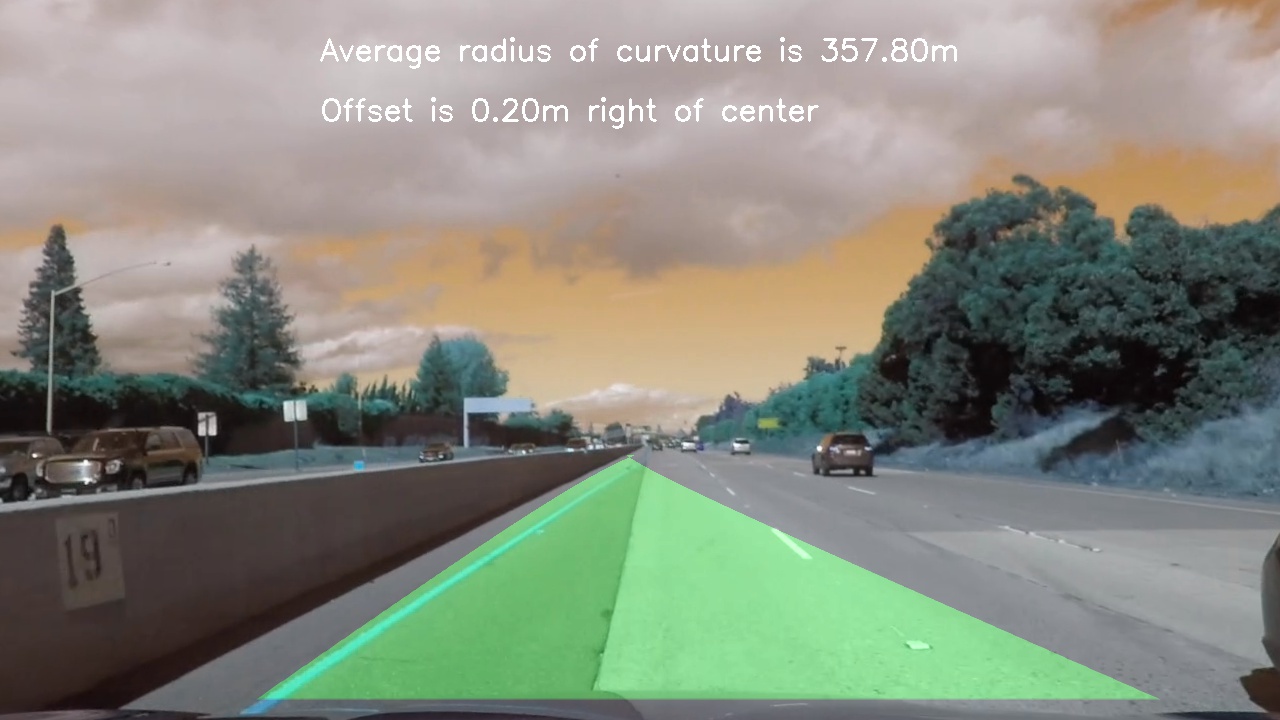 Average radius of curvature is 357.80m
Offset is 0.20m right of center
19